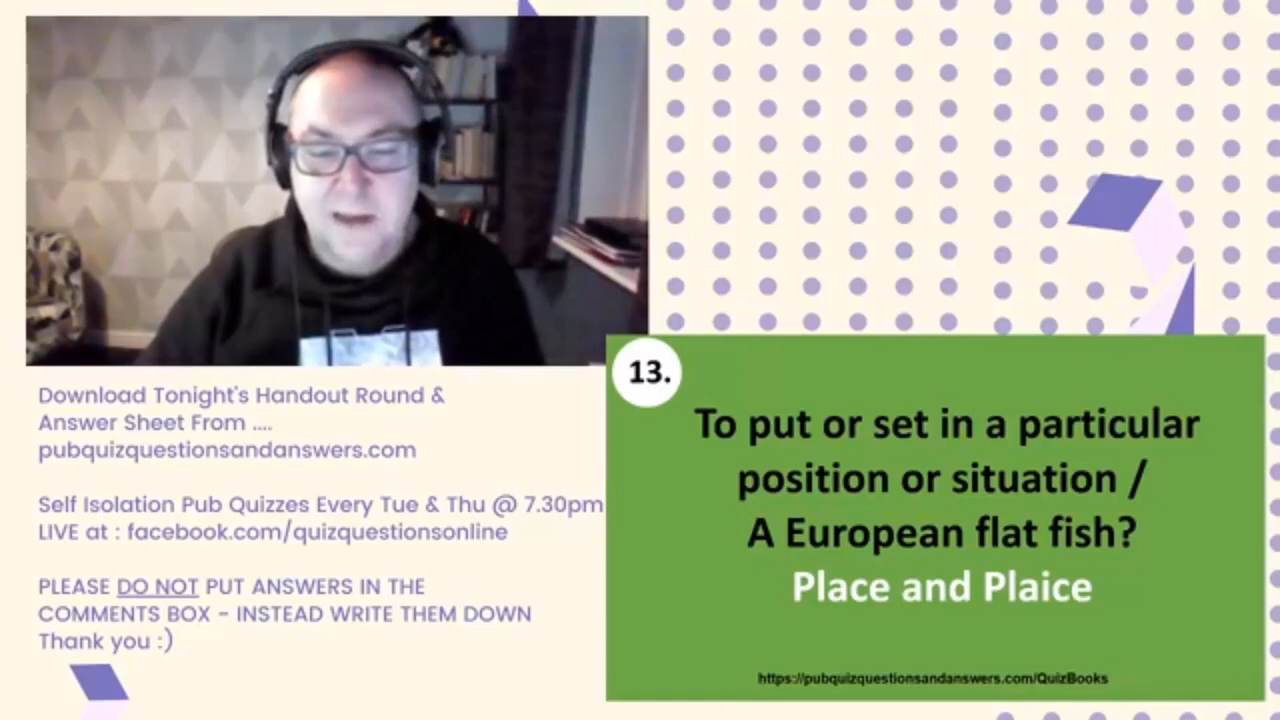 Download Tonight's Handout Round &
Answer Sheet From ....
pubquizquestionsandanswers.com
Self Isolation Pub Quizzes Every Tue & Thu @ 7.30pm
LIVE at : facebook.com/quizquestionsonline
PLEASE DO NOT PUT ANSWERS IN THE
COMMENTS BOX - INSTEAD WRITE THEM DOWN
Thank you :)
13.
To put or set in a particular
position or situation /
A European flat fish?
Place and Plaice
https://pubquizquestionsandanswers.com/QuizBooks